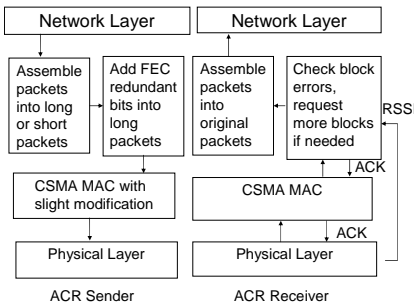 Network Layer
Assemble
packets
into long
or short
packets
Add FEC
redundant
bits into
long
packets
CSMA MAC with
slight modification
Physical Layer
ACR Sender
Network Layer
Assemble
packets
into
original
packets
Check block
errors,
request
more blocks
if needed
RSS
ACK
CSMA MAC
ACK
Physical Layer
ACR Receiver